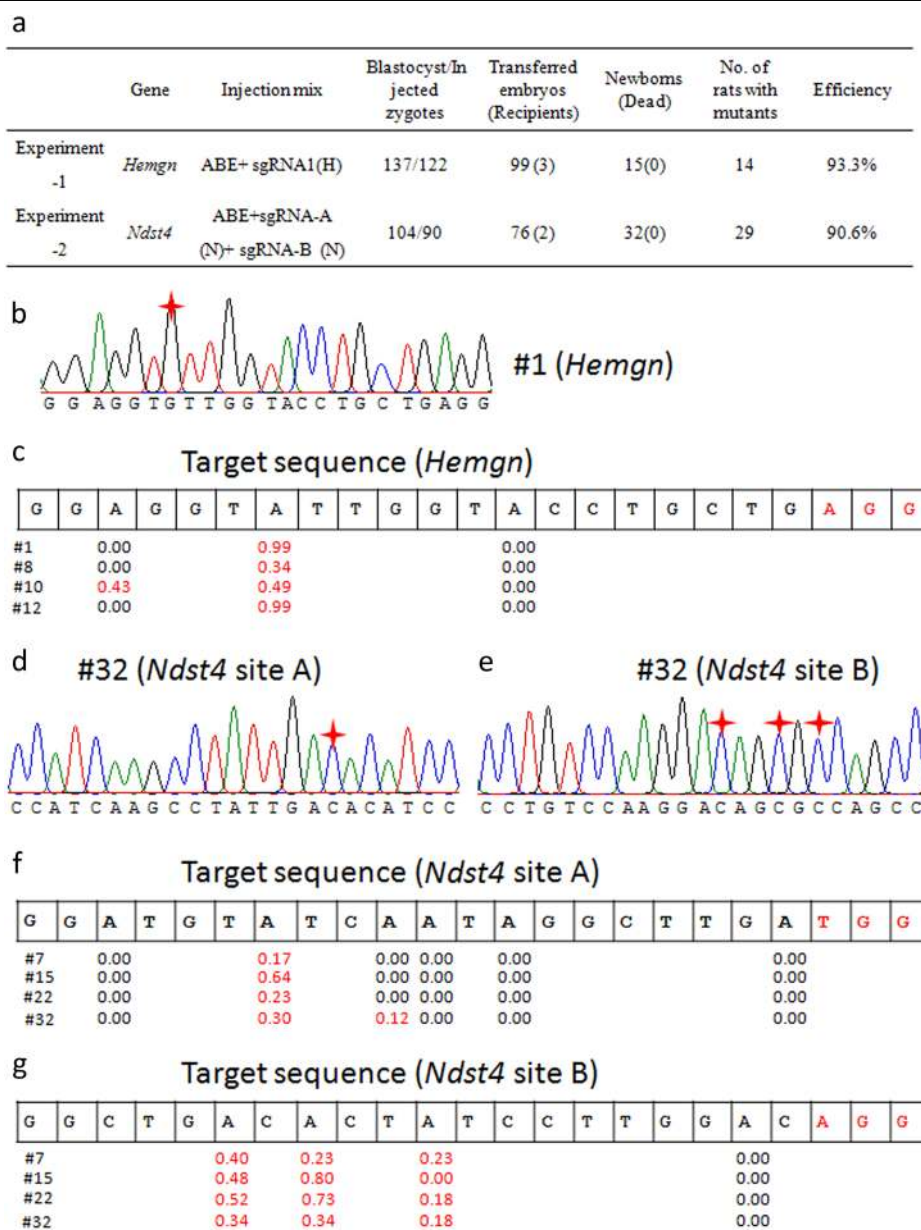 a
Gene Injection mix Blastocyst/In jected zygotes Transferred embryos (Recipients) Newborns (Dead) No. of rats with mutants Efficiency
Experiment -1 Hemgn ABE+ sgRNA1(H) 137/122 99 (3) 15(0) 14 93.3%
Experiment -2 Ndst4 ABE+sgRNA-A (N)+ sgRNA-B (N) 104/90 76 (2) 32(0) 29 90.6%
b
#1 (Hemgn)
G G A G G T G T T G G T A C C T G C T G A G G
c
Target sequence (Hemgn)
G G A G G T A T T G G T A C C T G C T G A G G
#1 0.00 0.99 0.00
#8 0.00 0.34 0.00
#10 0.43 0.49 0.00
#12 0.00 0.99 0.00
d
#32 (Ndst4 site A)
C C A T C A A G C C T A T T G A C A C A T C C
e
#32 (Ndst4 site B)
C C T G T C C A A G G A C A G C G C C A G C C
f
Target sequence (Ndst4 site A)
G G A T G T A T C A A T A G G C T T G A T G G
#7 0.00 0.17 0.00 0.00 0.00 0.00
#15 0.00 0.64 0.00 0.00 0.00 0.00
#22 0.00 0.23 0.00 0.00 0.00 0.00
#32 0.00 0.30 0.12 0.00 0.00 0.00
g
Target sequence (Ndst4 site B)
G G C T G A C A C T A T C C T T G G A C A G G
#7 0.40 0.23 0.23 0.00
#15 0.48 0.80 0.00 0.00
#22 0.52 0.73 0.18 0.00
#32 0.34 0.34 0.18 0.00